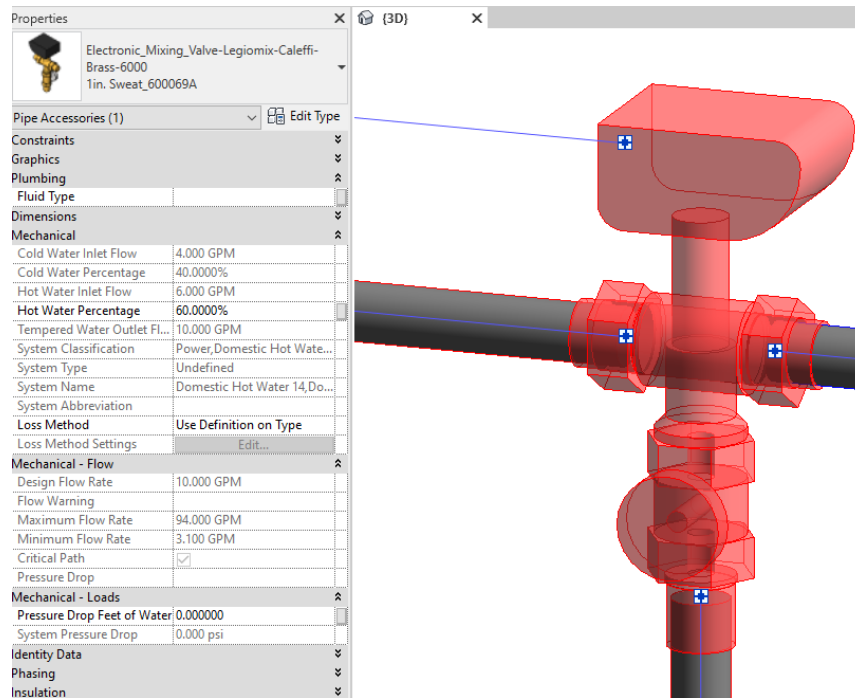 Properties
{3D}
Electronic_Mixing_Valve-Legiomix-Caleffi-
Brass-6000
1in. Sweat_600069A
Pipe Accessories (1)
Edit Type
Constraints
Graphics
Plumbing
Fluid Type
Dimensions
Mechanical
Cold Water Inlet Flow 4.000 GPM
Cold Water Percentage 40.0000%
Hot Water Inlet Flow 6.000 GPM
Hot Water Percentage 60.0000%
Tempered Water Outlet Fl... 10.000 GPM
System Classification Power,Domestic Hot Wate...
System Type Undefined
System Name Domestic Hot Water 14,Do...
System Abbreviation
Loss Method Use Definition on Type
Loss Method Settings Edit...
Mechanical - Flow
Design Flow Rate 10.000 GPM
Flow Warning
Maximum Flow Rate 94.000 GPM
Minimum Flow Rate 3.100 GPM
Critical Path
Pressure Drop
Mechanical - Loads
Pressure Drop Feet of Water 0.000000
System Pressure Drop 0.000 psi
Identity Data
Phasing
Insulation